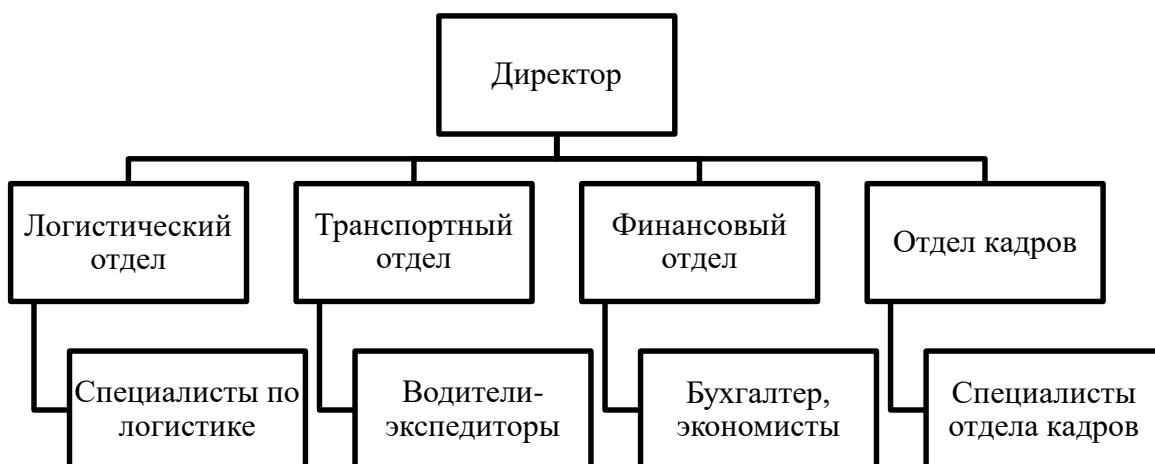 Директор
Логистический
отдел
Транспортный
отдел
Финансовый
отдел
Отдел кадров
Специалисты по
логистике
Водители-
экспедиторы
Бухгалтер,
экономисты
Специалисты
отдела кадров